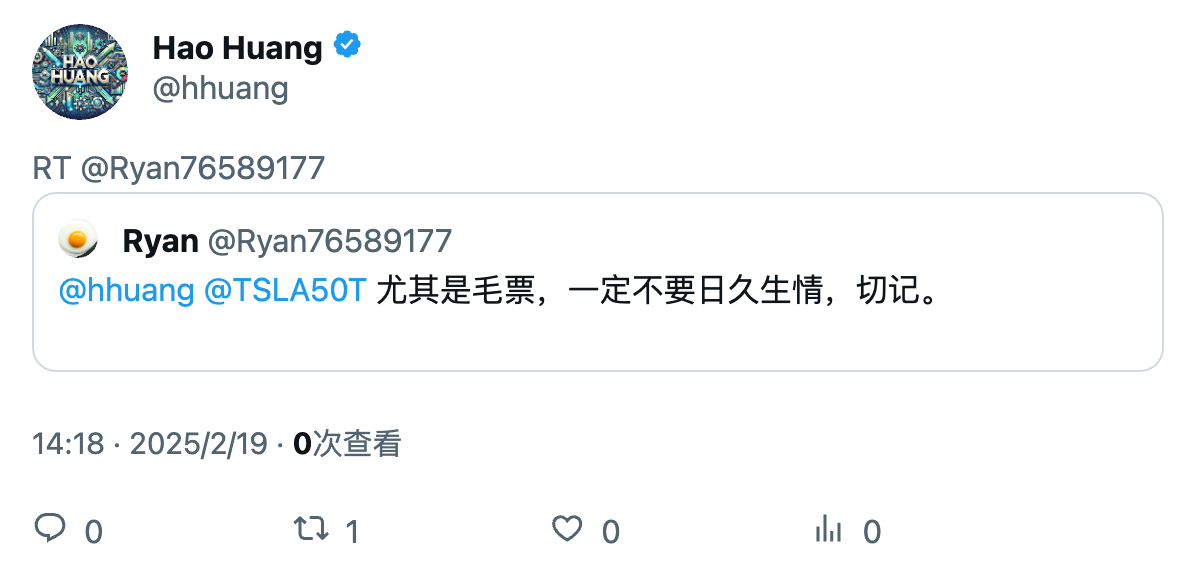 HAO
HUANG
Hao Huang
@hhuang
RT @Ryan76589177
Ryan @Ryan76589177
@hhuang @TSLA50T 尤其是毛票，一定不要日久生情，切记。
14:18 · 2025/2/19 · 0次查看
0 1 0 0